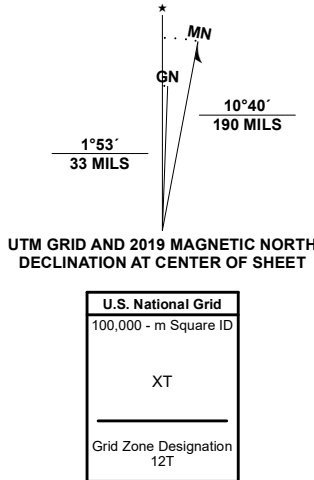 ★
MN
GN
1°53´
33 MILS
10°40´
190 MILS
UTM GRID AND 2019 MAGNETIC NORTH
DECLINATION AT CENTER OF SHEET
U.S. National Grid
100,000 - m Square ID
XT
Grid Zone Designation
12T